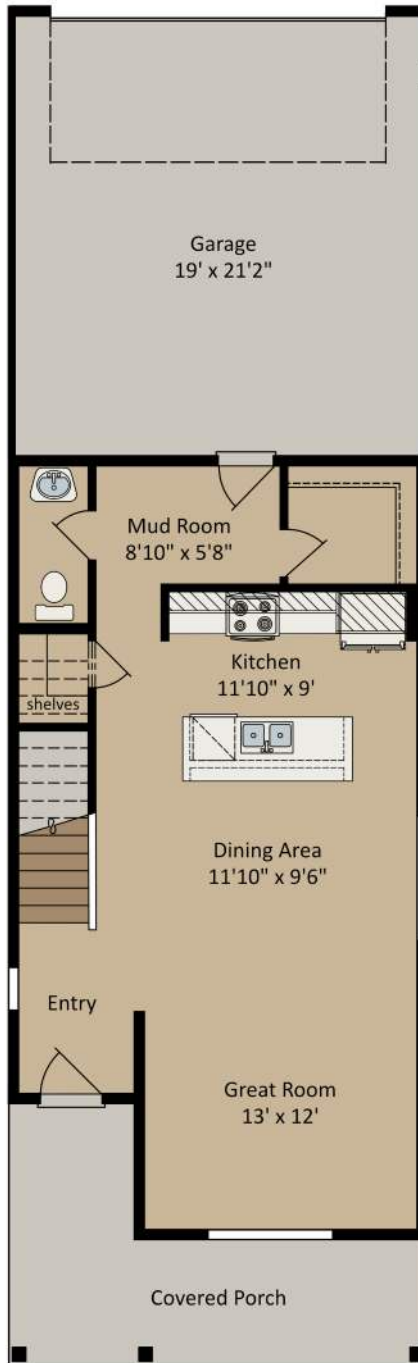 Garage
19' x 21'2"
Mud Room
8'10" x 5'8"
Kitchen
11'10" x 9'
shelves
Dining Area
11'10" x 9'6"
Entry
Great Room
13' x 12'
Covered Porch